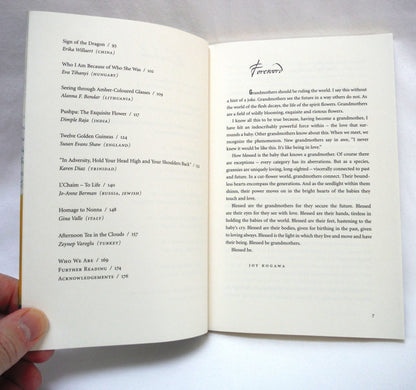 Sign of the Dragon / 93
Erika Willaert (CHINA)
Who I Am Because of Who She Was / 102
Eva Tihanyi (HUNGARY)
Seeing through Amber-Coloured Glasses / 109
Alanna F. Bondar (LITHUANIA)
Pushpa: The Exquisite Flower / 115
Dimple Raja (INDIA)
Twelve Golden Guineas / 134
Susan Evans Shaw (ENGLAND)
"In Adversity, Hold Your Head High and Your Shoulders Back" / 134
Karen Diaz (TRINIDAD)
L'Chaim – To Life / 140
Jo-Anne Berman (RUSSIA, JEWISH)
Homage to Nonna / 148
Gina Valle (ITALY)
Afternoon Tea in the Clouds / 157
Zeynep Varoglu (TURKEY)
WHO WE ARE / 169
FURTHER READING / 174
ACKNOWLEDGEMENTS / 176
Foreword
Grandmothers should be ruling the world. I say this without
a hint of a joke. Grandmothers are the future in a way others do not. As
the world of the flesh decays, the life of the spirit flowers. Grandmothers
are a field of wildly blooming, exquisite and riotous flowers.
I know all this to be true because, having become a grandmother, I have
felt an indescribably powerful force within – the love that sur-
rounds a baby. Other grandmothers know about this. When we meet, we
recognize the phenomenon. New grandmothers say in awe, "I never
knew it would be like this. It's like being in love."
How blessed is the baby that knows a grandmother. Of course there
are exceptions – every category has its aberrations. But as a species,
grannies are uniquely loving, long-sighted – viscerally connected to past
and future. In a cut-flower world, grandmothers connect. Their bound-
less hearts encompass the generations. And as the senlight within them
shines, their power moves on in the bright hearts of the babies they
touch and love.
Blessed are the grandmothers for they secure the future. Blessed
are their eyes for they see with love. Blessed are their hands, tireless in
holding the babies of the world. Blessed are their feet, hastening to the
baby's cry. Blessed are their bodies, given for birthing in the past, given
to loving always. Blessed is the light in which they live and move and have
their being. Blessed be grandmothers.
Blessed be.
JOY KOGAWA
7